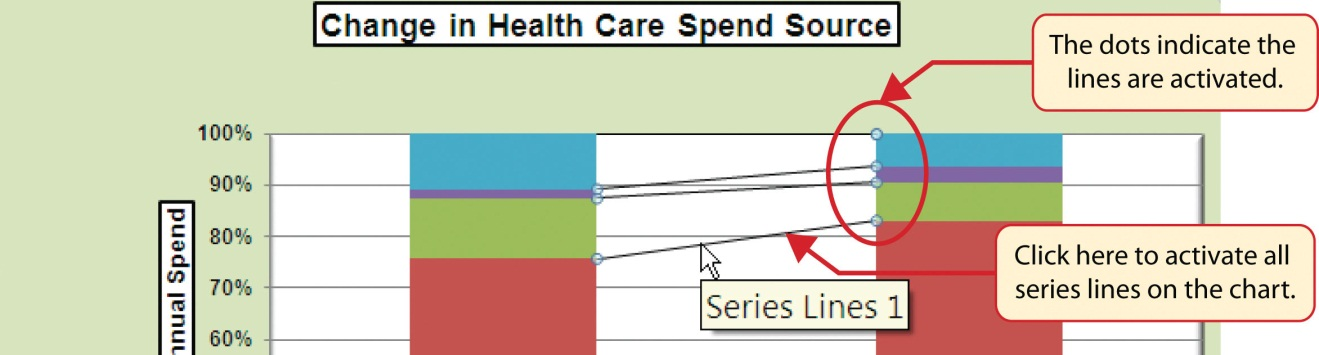 Change in Health Care Spend Source
The dots indicate the
lines are activated.
100%
90%
80%
70%
60%
nnual Spend
Series Lines 1
Click here to activate all
series lines on the chart.